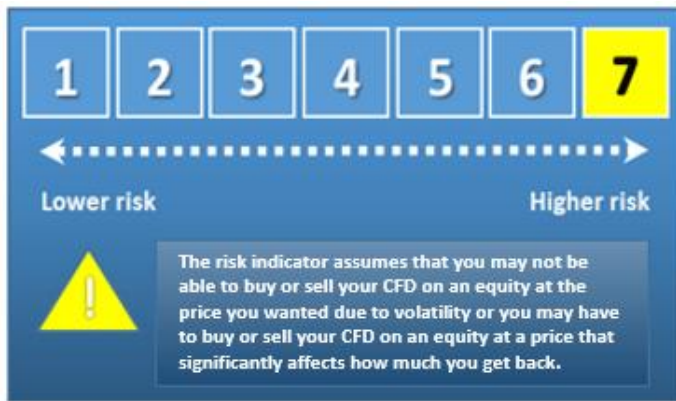 1 2 3 4 5 6 7
Lower risk Higher risk
!
The risk indicator assumes that you may not be
able to buy or sell your CFD on an equity at the
price you wanted due to volatility or you may have
to buy or sell your CFD on an equity at a price that
significantly affects how much you get back.